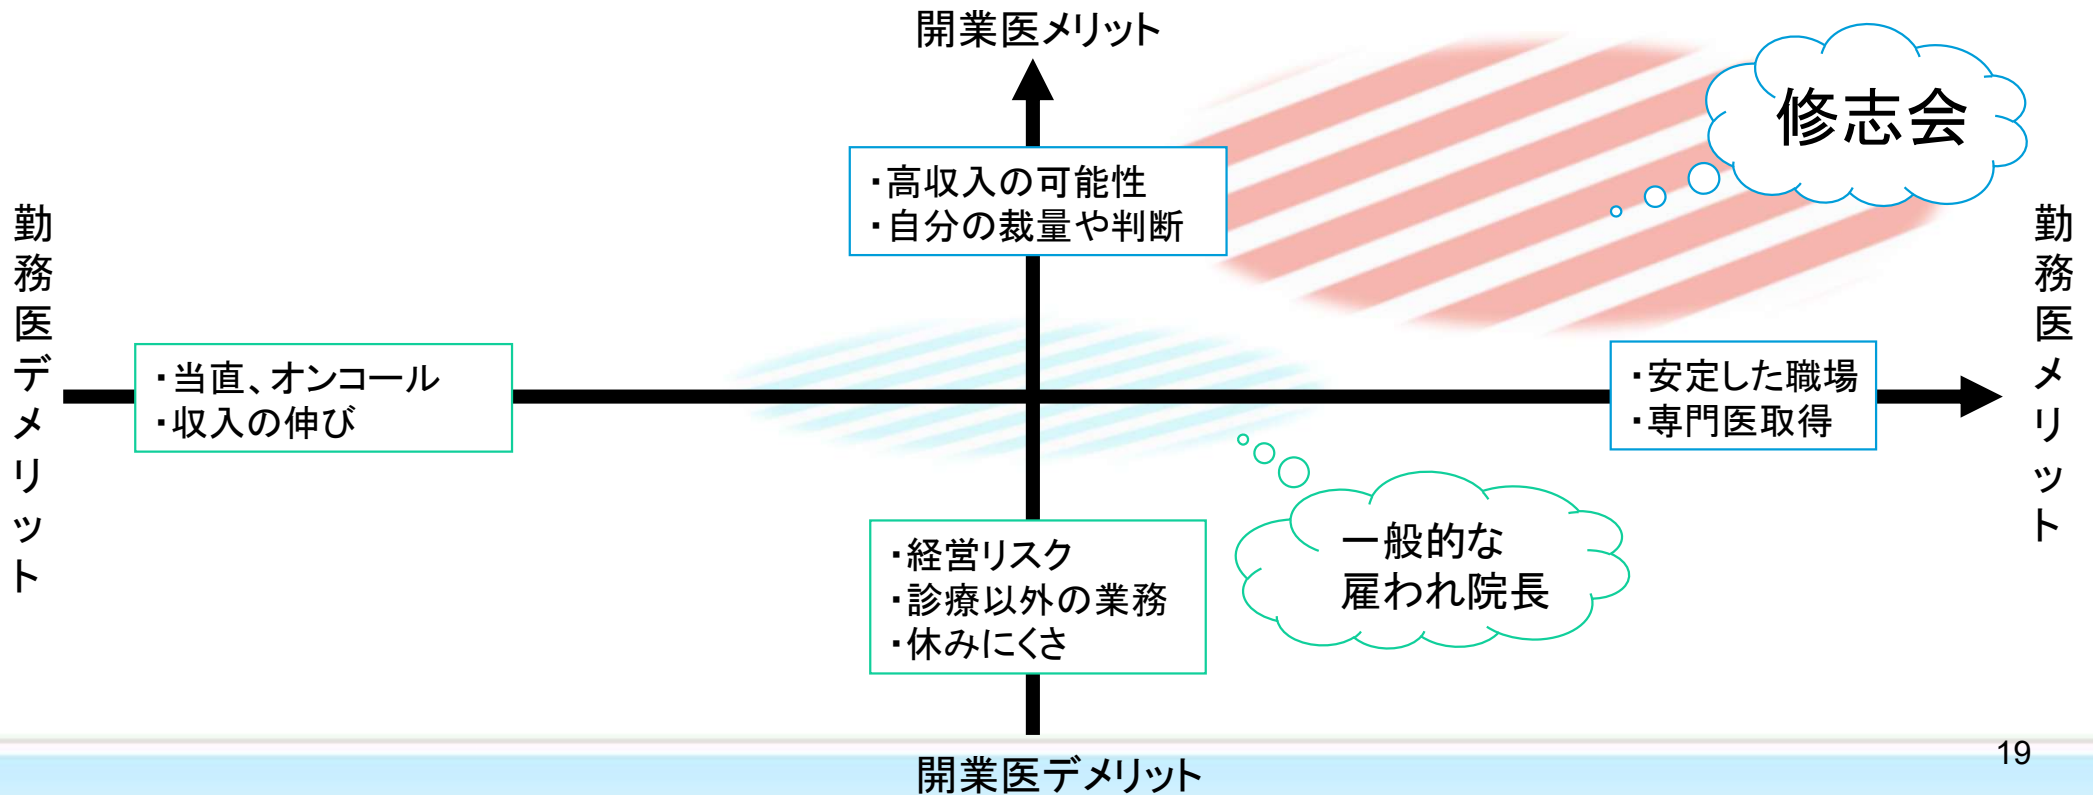 開業医メリット
修志会
・高収入の可能性
・自分の裁量や判断
勤務医デメリット
勤務医メリット
・当直、オンコール
・収入の伸び
・安定した職場
・専門医取得
・経営リスク
・診療以外の業務
・休みにくさ
一般的な
雇われ院長
19
開業医デメリット